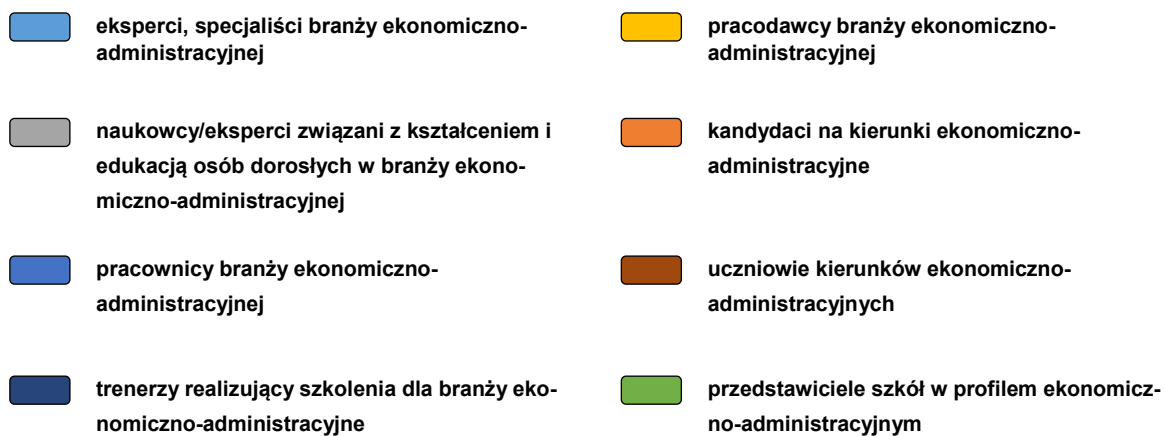 eksperci, specjaliści branży ekonomiczno-
administracyjnej
pracodawcy branży ekonomiczno-
administracyjnej
naukowcy/eksperci związani z kształceniem i
edukacją osób dorosłych w branży ekono-
miczno-administracyjnej
kandydaci na kierunki ekonomiczno-
administracyjne
pracownicy branży ekonomiczno-
administracyjnej
uczniowie kierunków ekonomiczno-
administracyjnych
trenerzy realizujący szkolenia dla branży eko-
nomiczno-administracyjne
przedstawiciele szkół w profilem ekonomicz-
no-administracyjnym